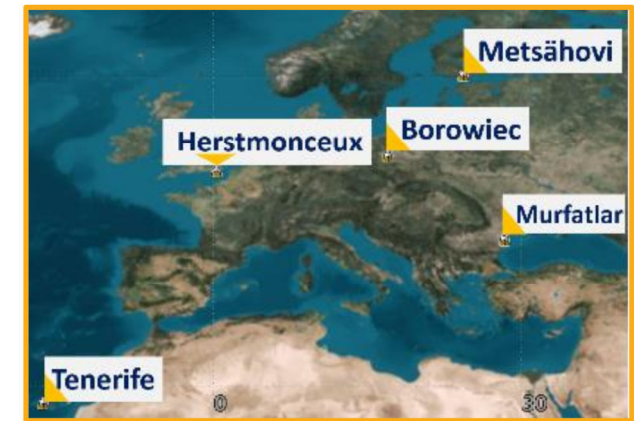 Metsähovi
Borowiec
Herstmonceux
Murfatlar
Tenerife
0
30